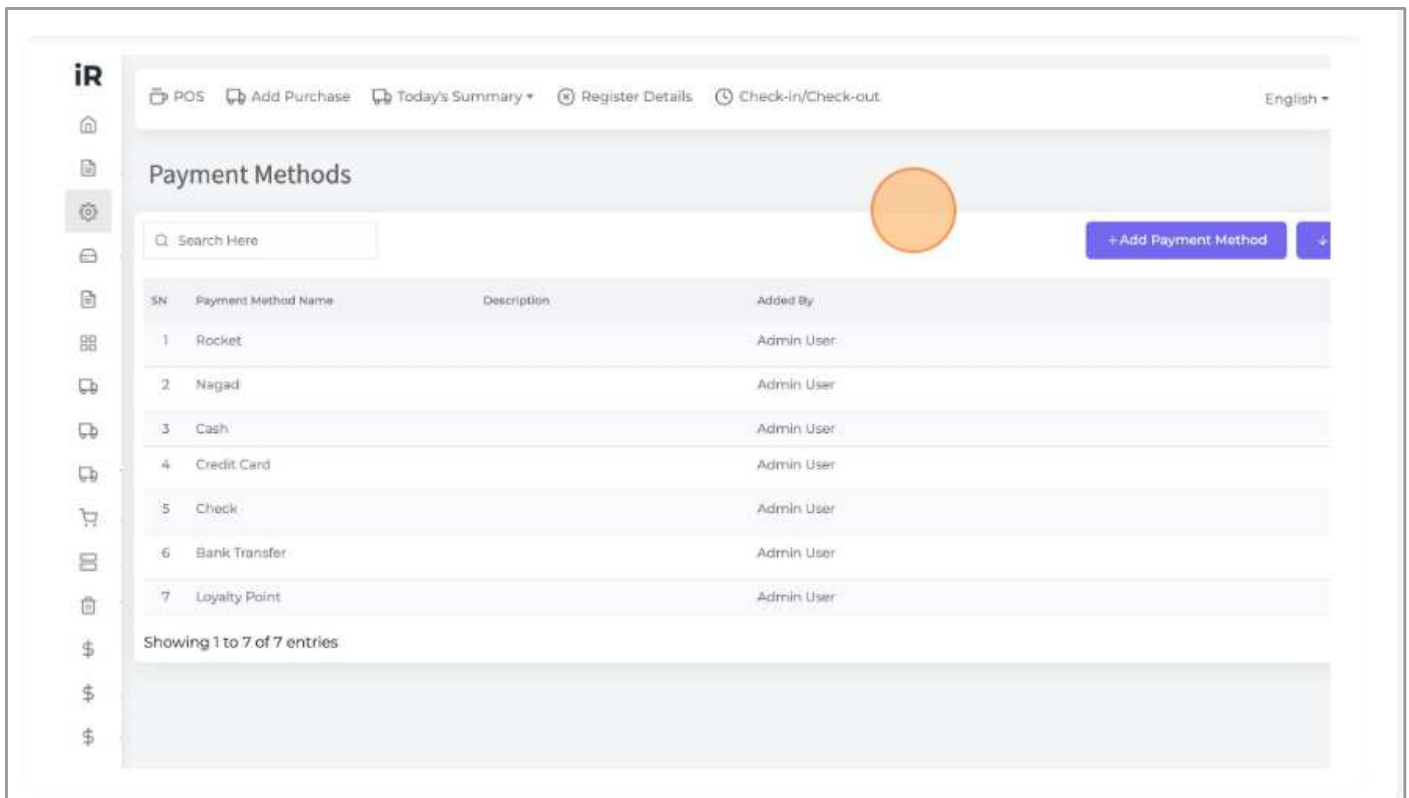 iR
POS Add Purchase Today's Summary Register Details Check-in/Check-out English
Payment Methods
Search Here +Add Payment Method
SN Payment Method Name Description Added By
1 Rocket Admin User
2 Nagad Admin User
3 Cash Admin User
4 Credit Card Admin User
5 Check Admin User
6 Bank Transfer Admin User
7 Loyalty Point Admin User
Showing 1 to 7 of 7 entries
$
$
$